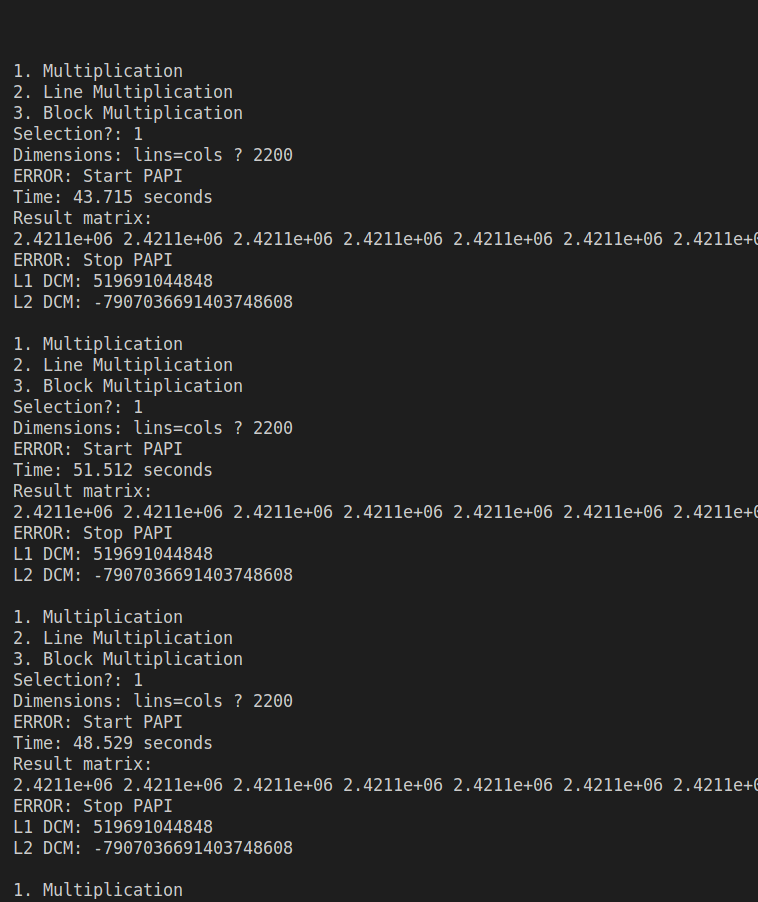 1. Multiplication
2. Line Multiplication
3. Block Multiplication
Selection?: 1
Dimensions: lins=cols ? 2200
ERROR: Start PAPI
Time: 43.715 seconds
Result matrix:
2.4211e+06 2.4211e+06 2.4211e+06 2.4211e+06 2.4211e+06 2.4211e+06 2.4211e+0
ERROR: Stop PAPI
L1 DCM: 519691044848
L2 DCM: -7907036691403748608

1. Multiplication
2. Line Multiplication
3. Block Multiplication
Selection?: 1
Dimensions: lins=cols ? 2200
ERROR: Start PAPI
Time: 51.512 seconds
Result matrix:
2.4211e+06 2.4211e+06 2.4211e+06 2.4211e+06 2.4211e+06 2.4211e+06 2.4211e+0
ERROR: Stop PAPI
L1 DCM: 519691044848
L2 DCM: -7907036691403748608

1. Multiplication
2. Line Multiplication
3. Block Multiplication
Selection?: 1
Dimensions: lins=cols ? 2200
ERROR: Start PAPI
Time: 48.529 seconds
Result matrix:
2.4211e+06 2.4211e+06 2.4211e+06 2.4211e+06 2.4211e+06 2.4211e+06 2.4211e+0
ERROR: Stop PAPI
L1 DCM: 519691044848
L2 DCM: -7907036691403748608

1. Multiplication